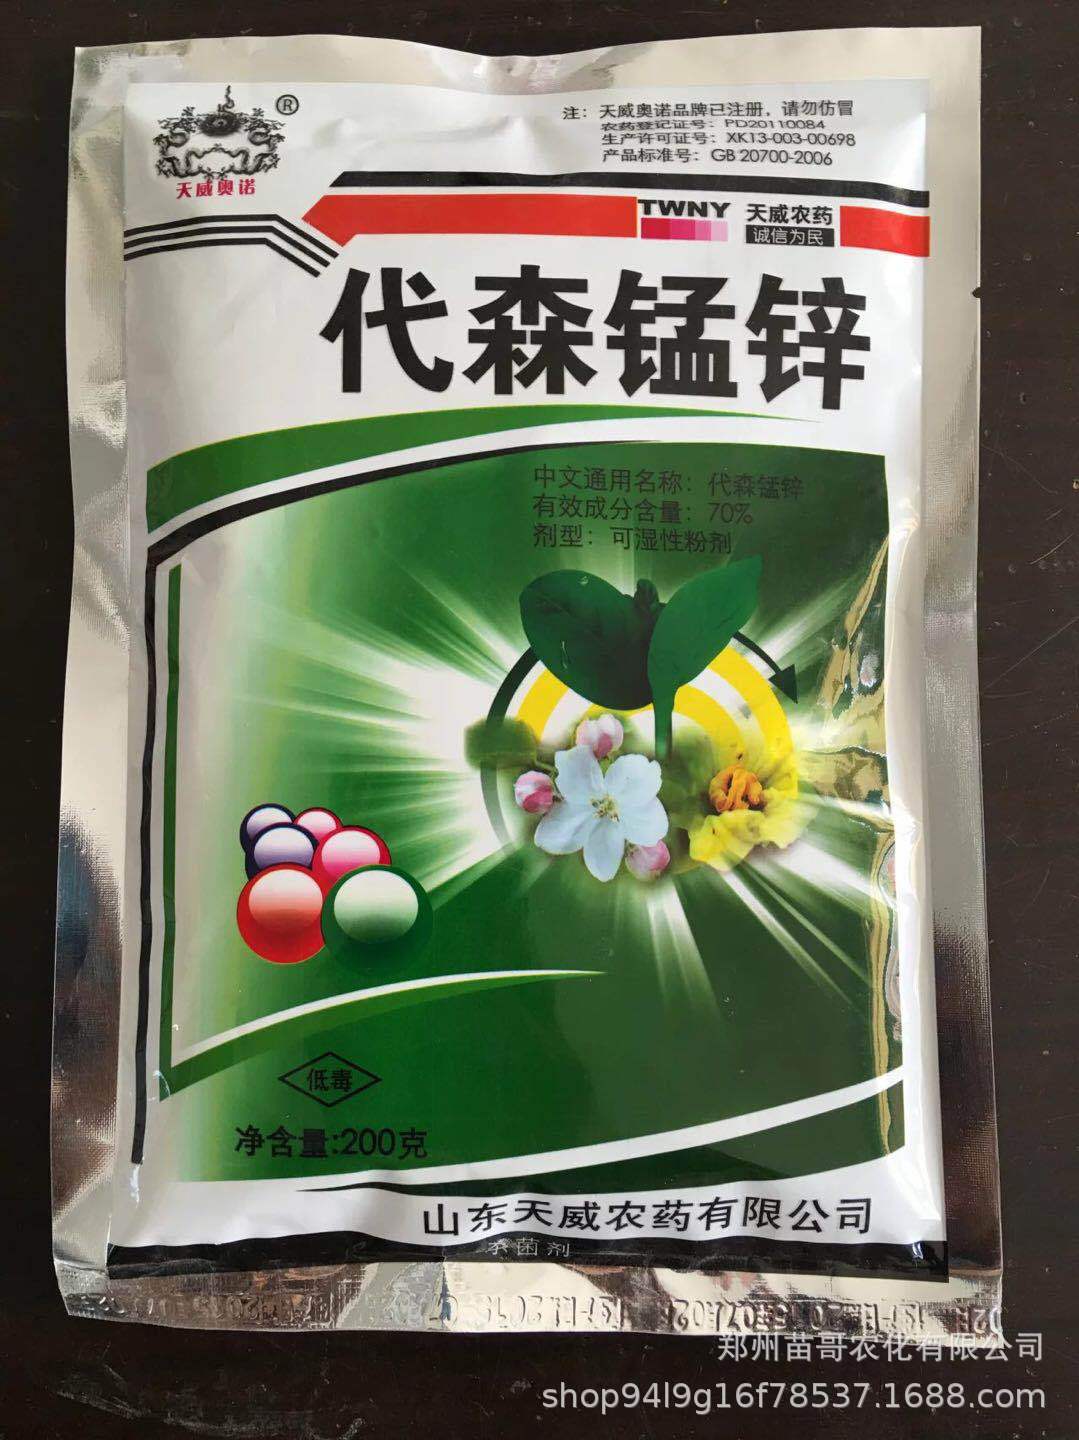 ®
天威奥诺
注：天威奥诺品牌已注册，请勿仿冒
农药登记证号：PD20110084
生产许可证号：XK13-003-00698
产品标准号：GB 20700-2006
TWNY 天威农药
诚信为民
代森锰锌
中文通用名称：代森锰锌
有效成分含量：70%
剂型：可湿性粉剂
低毒
净含量:200克
山东天威农药有限公司
杀菌剂
郑州苗哥农化有限公司
shop94l9g16f78537.1688.com